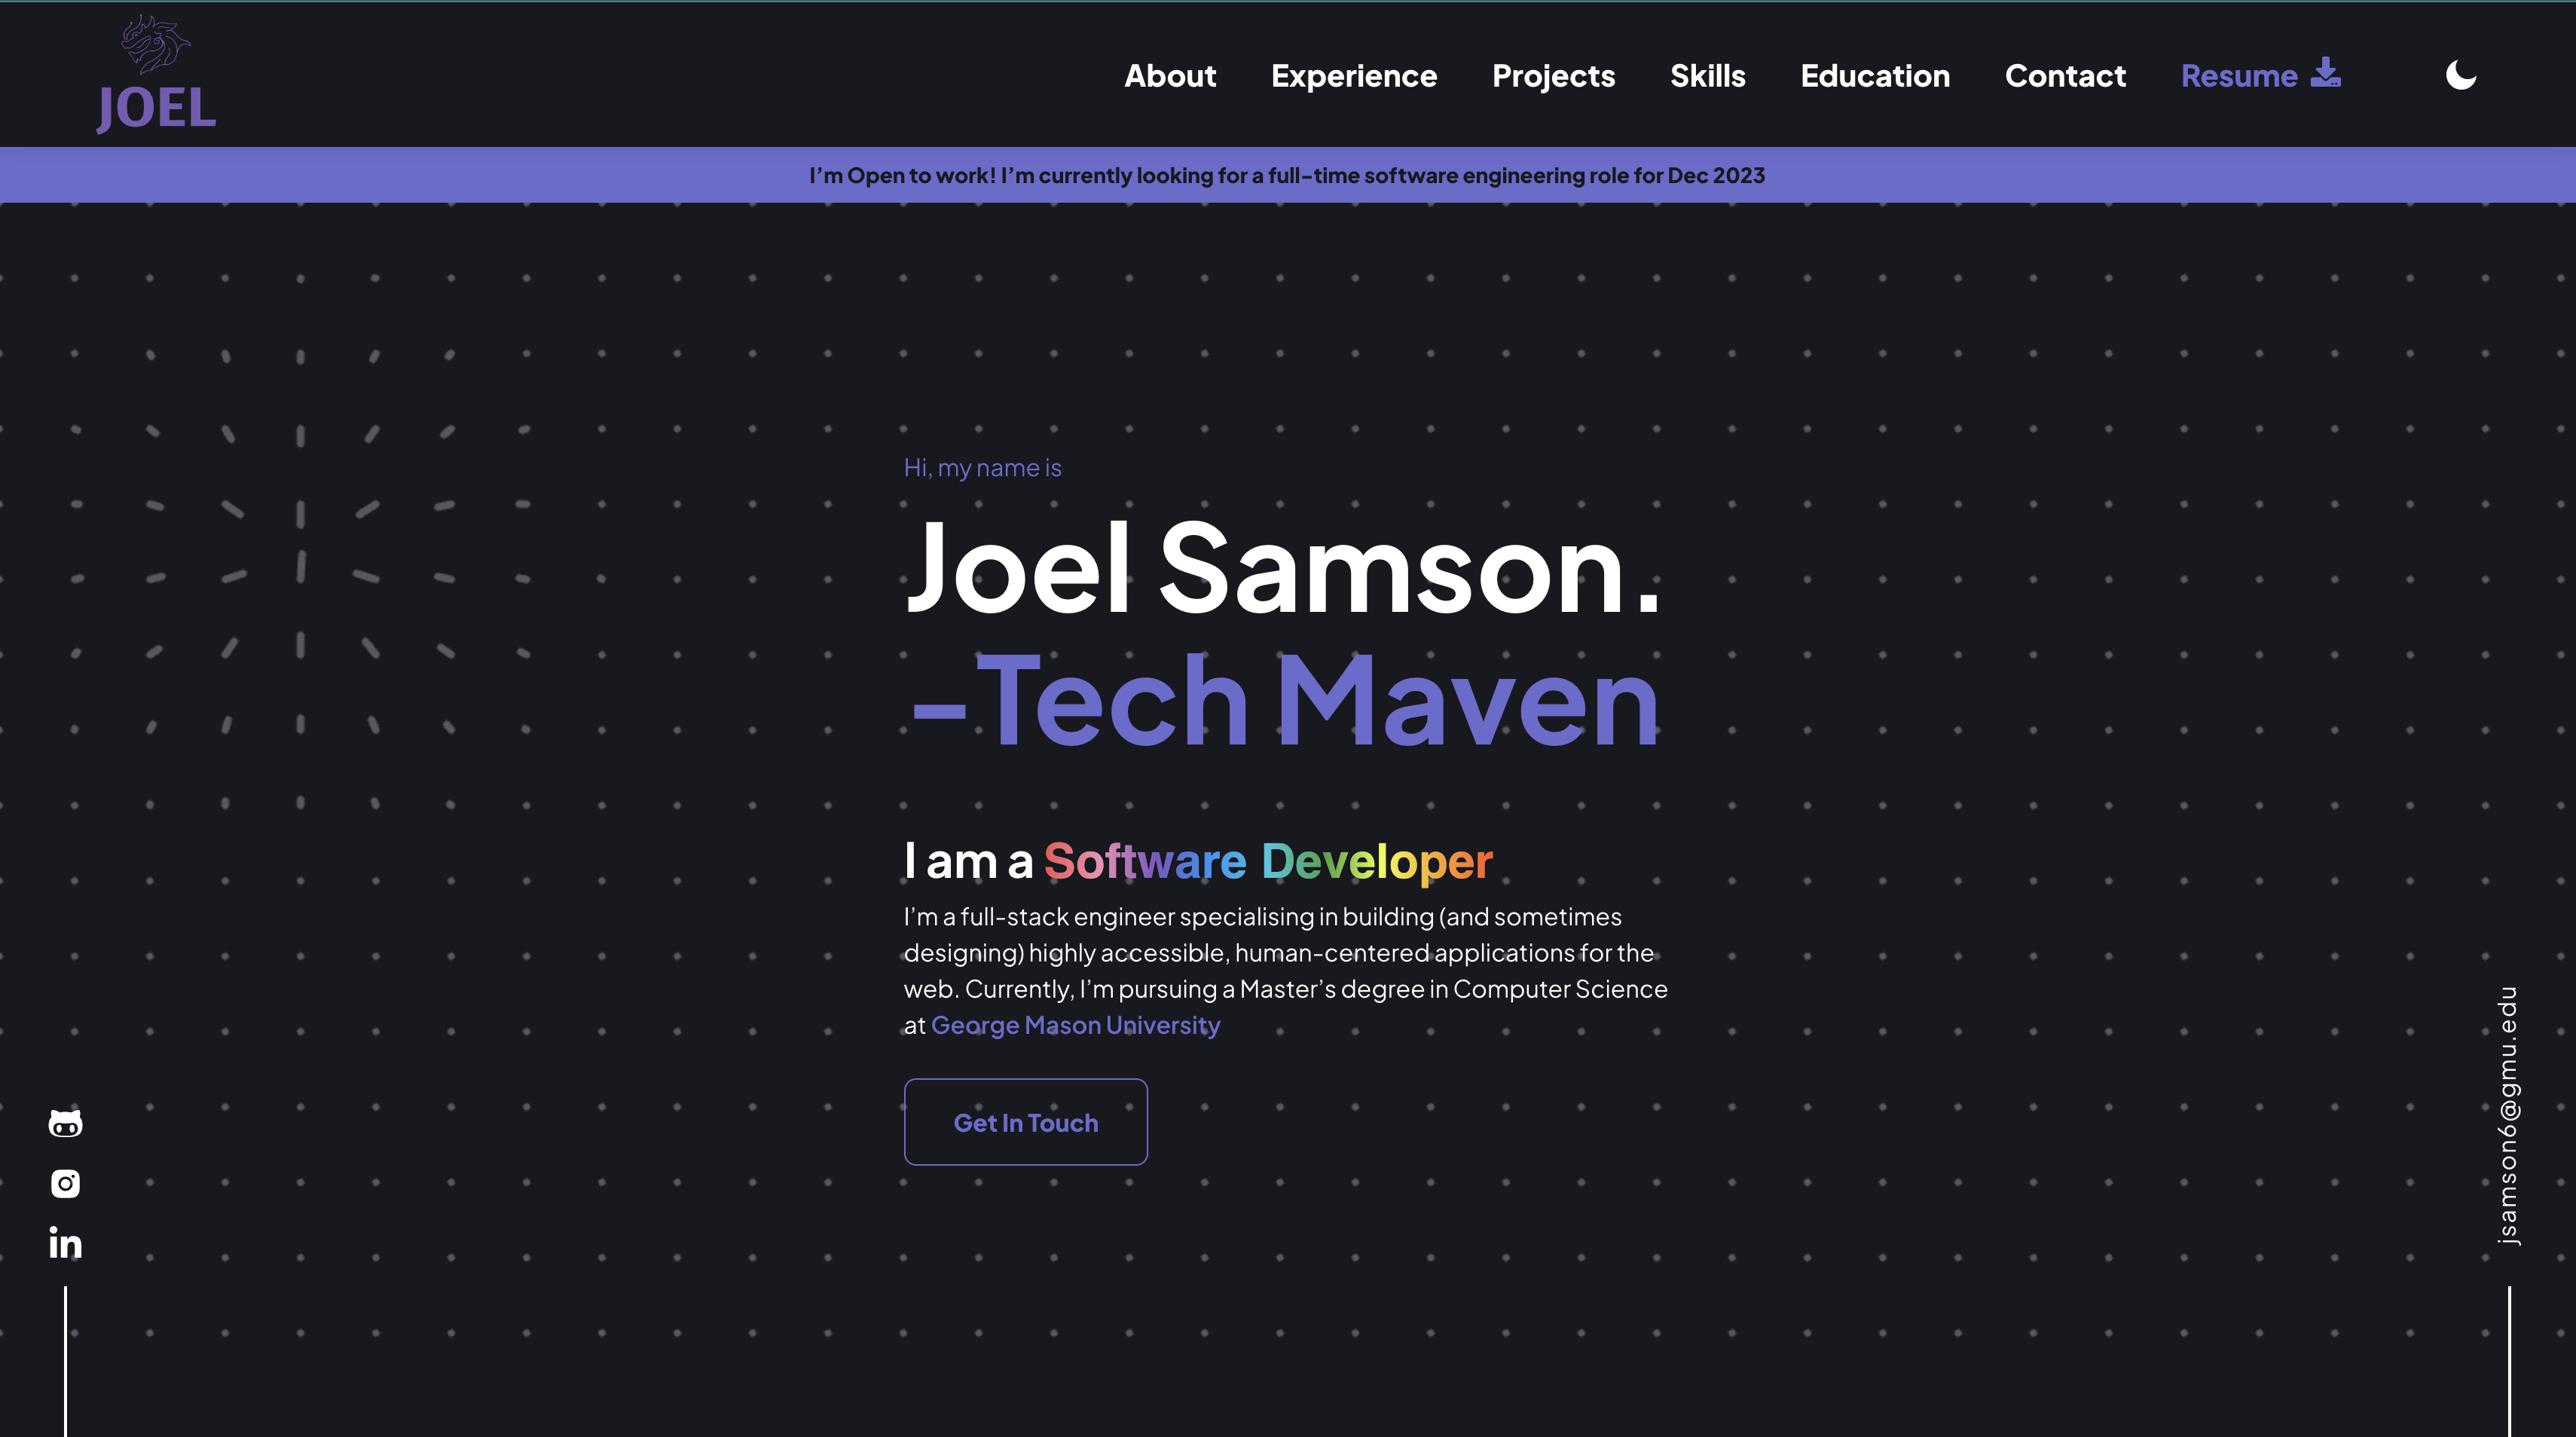 JOEL
About Experience Projects Skills Education Contact Resume
I'm Open to work! I'm currently looking for a full-time software engineering role for Dec 2023
Hi, my name is
Joel Samson.
-Tech Maven
I am a Software Developer
I'm a full-stack engineer specialising in building (and sometimes
designing) highly accessible, human-centered applications for the
web. Currently, I'm pursuing a Master's degree in Computer Science
at George Mason University
Get In Touch
in
jsamson6@gmu.edu